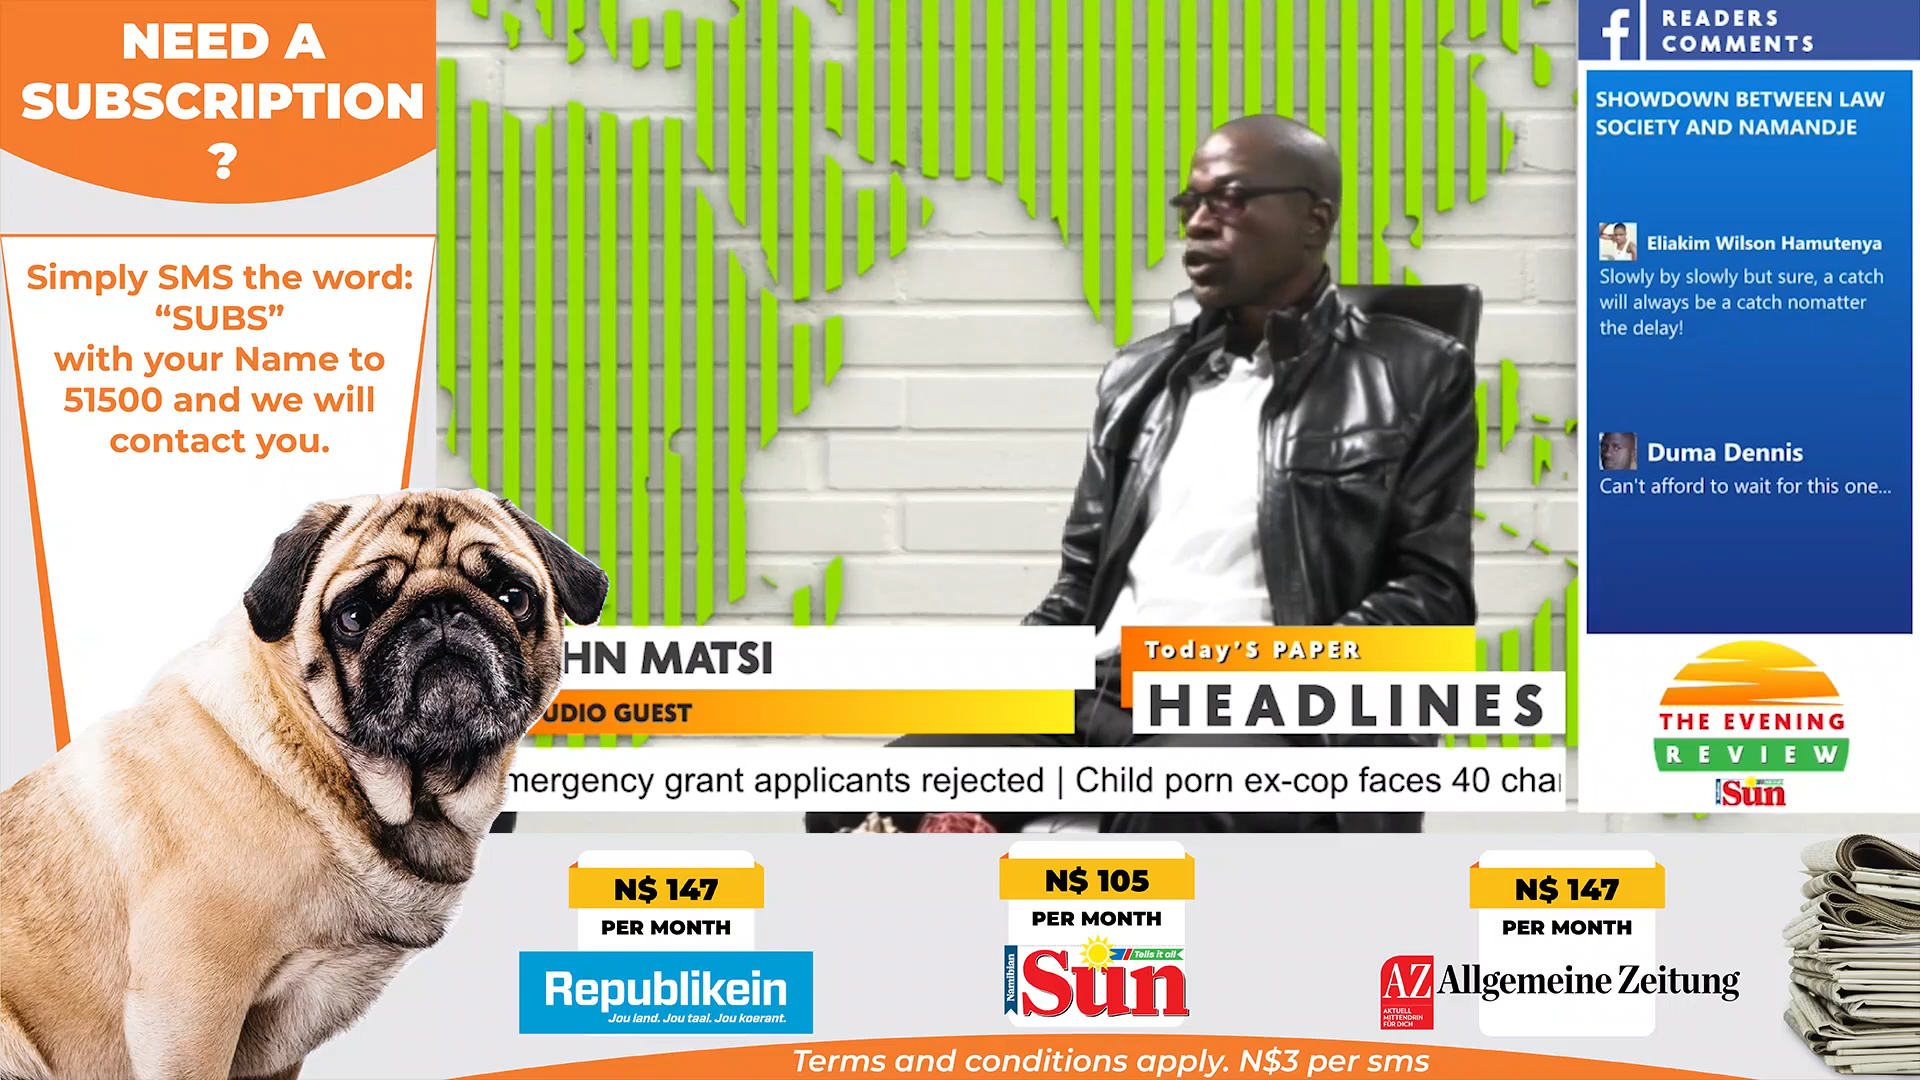 NEED A
SUBSCRIPTION
?
Simply SMS the word:
“SUBS”
with your Name to
51500 and we will
contact you.
HN MATSI
UDIO GUEST
Today'S PAPER
HEADLINES
mergency grant applicants rejected | Child porn ex-cop faces 40 cha
f READERS
COMMENTS
SHOWDOWN BETWEEN LAW
SOCIETY AND NAMANDJE
Eliakim Wilson Hamutenya
Slowly by slowly but sure, a catch
will always be a catch nomatter
the delay!
Duma Dennis
Can't afford to wait for this one...
THE EVENING
REVIEW
Sun
N$ 147
PER MONTH
Republikein
Jou land. Jou taal. Jou koerant.
N$ 105
PER MONTH
Namibian
Sun
Tells it all
N$ 147
PER MONTH
AZ Allgemeine Zeitung
AKTUELL
MITTENDRIN
FÜR DICH
Terms and conditions apply. N$3 per sms